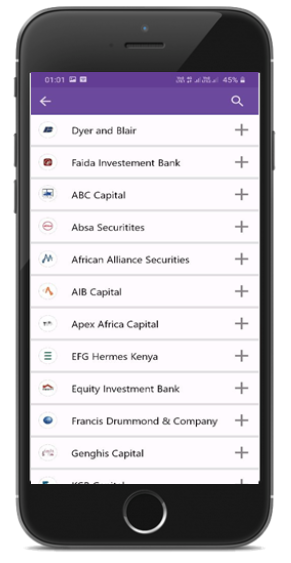 01:01
45%
Dyer and Blair
Faida Investement Bank
ABC Capital
Absa Securitites
African Alliance Securities
AIB Capital
Apex Africa Capital
EFG Hermes Kenya
Equity Investment Bank
Francis Drummond & Company
Genghis Capital